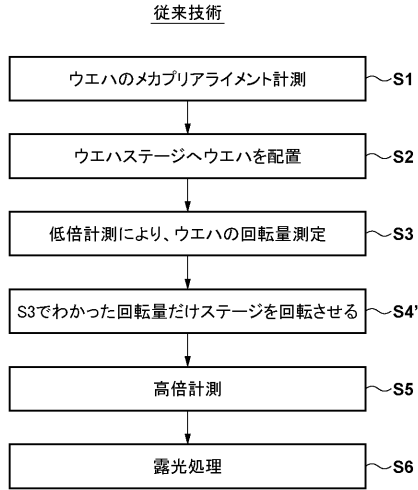 従来技術
ウエハのメカプリアライメント計測 S1
ウエハステージへウエハを配置 S2
低倍計測により、ウエハの回転量測定 S3
S3でわかった回転量だけステージを回転させる S4'
高倍計測 S5
露光処理 S6